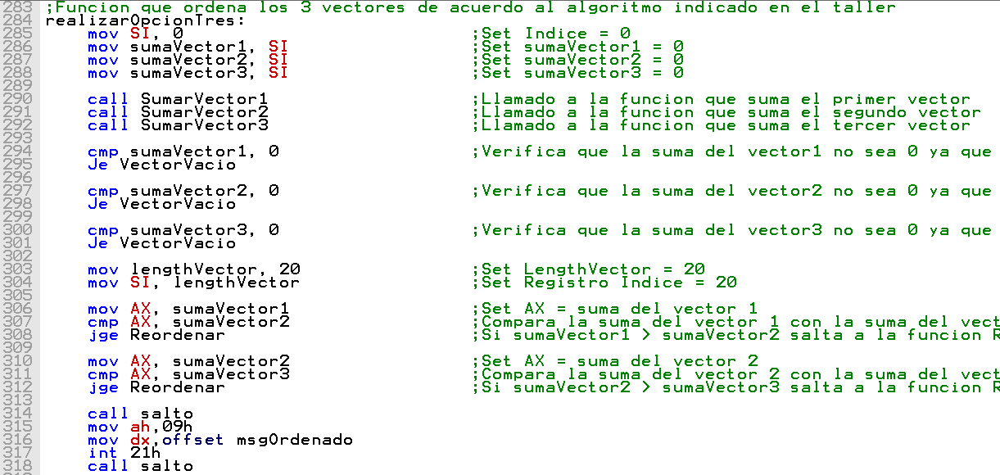 283 ;Funcion que ordena los 3 vectores de acuerdo al algoritmo indicado en el taller
284 realizarOpcionTres:
285 mov SI, 0 ;Set Indice = 0
286 mov sumaVector1, SI ;Set sumaVector1 = 0
287 mov sumaVector2, SI ;Set sumaVector2 = 0
288 mov sumaVector3, SI ;Set sumaVector3 = 0
289
290 call SumarVector1 ;Llamado a la funcion que suma el primer vector
291 call SumarVector2 ;Llamado a la funcion que suma el segundo vector
292 call SumarVector3 ;Llamado a la funcion que suma el tercer vector
293
294 cmp sumaVector1, 0 ;Verifica que la suma del vector1 no sea 0 ya que
295 Je VectorVacio
296
297 cmp sumaVector2, 0 ;Verifica que la suma del vector2 no sea 0 ya que
298 Je VectorVacio
299
300 cmp sumaVector3, 0 ;Verifica que la suma del vector3 no sea 0 ya que
301 Je VectorVacio
302
303 mov lengthVector, 20 ;Set LengthVector = 20
304 mov SI, lengthVector ;Set Registro Indice = 20
305
306 mov AX, sumaVector1 ;Set AX = suma del vector 1
307 cmp AX, sumaVector2 ;Compara la suma del vector 1 con la suma del vect
308 jge Reordenar ;Si sumaVector1 > sumaVector2 salta a la funcion R
309
310 mov AX, sumaVector2 ;Set AX = suma del vector 2
311 cmp AX, sumaVector3 ;Compara la suma del vector 2 con la suma del vect
312 jge Reordenar ;Si sumaVector2 > sumaVector3 salta a la funcion R
313
314 call salto
315 mov ah,09h
316 mov dx,offset msgOrdenado
317 int 21h
318 call salto